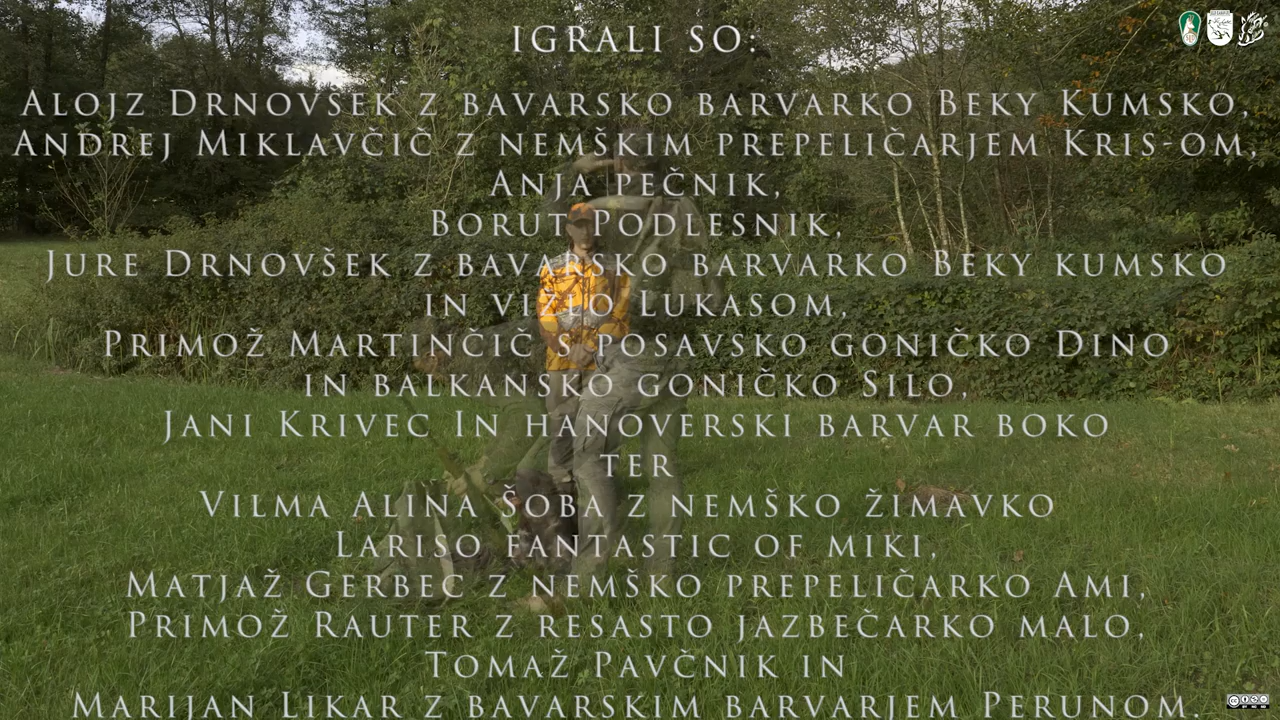 IGRALI SO:
ALOJZ DRNOVSEK Z BAVARSKO BARVARKO BEKY KUMSKO,
ANDREJ MIKLAVČIČ Z NEMŠKIM PREPELIČARJEM KRIS-OM,
ANJA PEČNIK,
BORUT PODLESNIK,
JURE DRNOVŠEK Z BAVARSKO BARVARKO BEKY KUMSKO
IN VIŽLO LUKASOM,
PRIMOŽ MARTINČIČ S POSAVSKO GONIČKO DINO
IN BALKANSKO GONIČKO SILO,
JANI KRIVEC IN HANOVERSKI BARVAR BOKO
TER
VILMA ALINA ŠOBA Z NEMŠKO ŽIMAVKO
LARISO FANTASTIC OF MIKI,
MATJAŽ GERBEC Z NEMŠKO PREPELIČARKO AMI,
PRIMOŽ RAUTER Z RESASTO JAZBEČARKO MALO,
TOMAŽ PAVČNIK IN
MARIJAN LIKAR Z BAVARSKIM BARVARJEM PERUNOM.